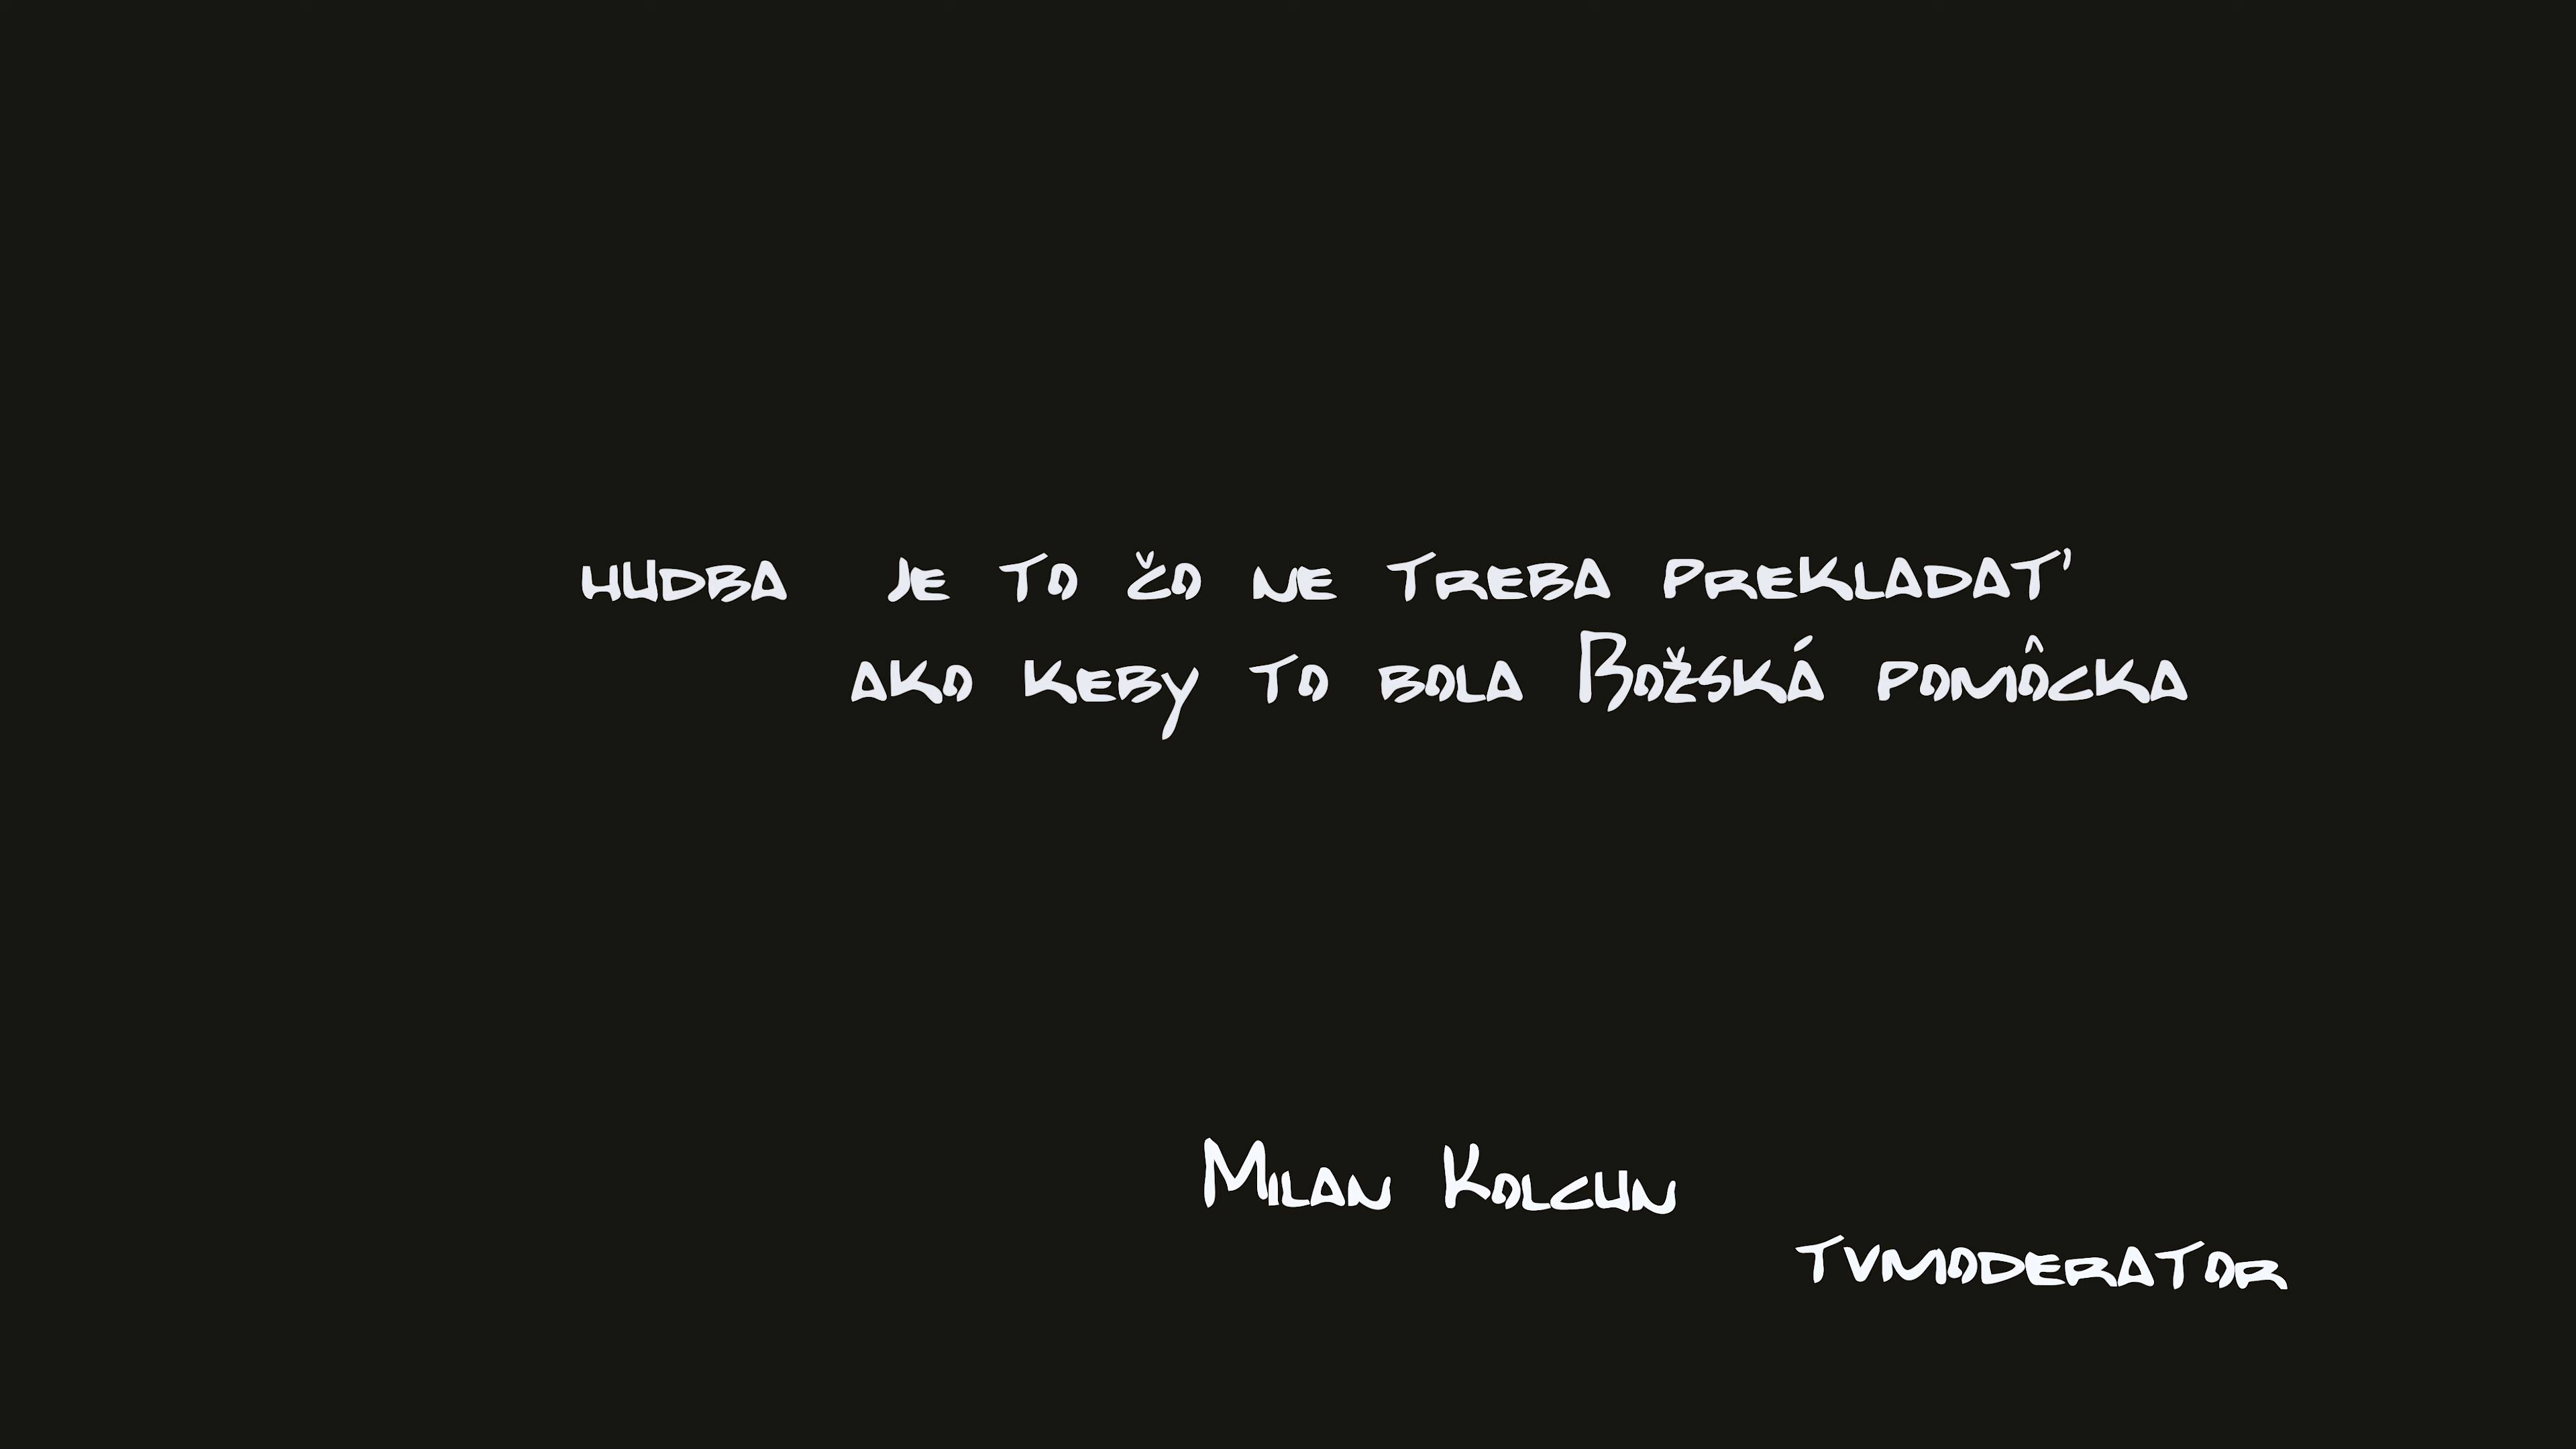 hudba je to čo ne treba prekladať
ako keby to bola Božská pomôcka
Milan Kolcun
tvmoderator